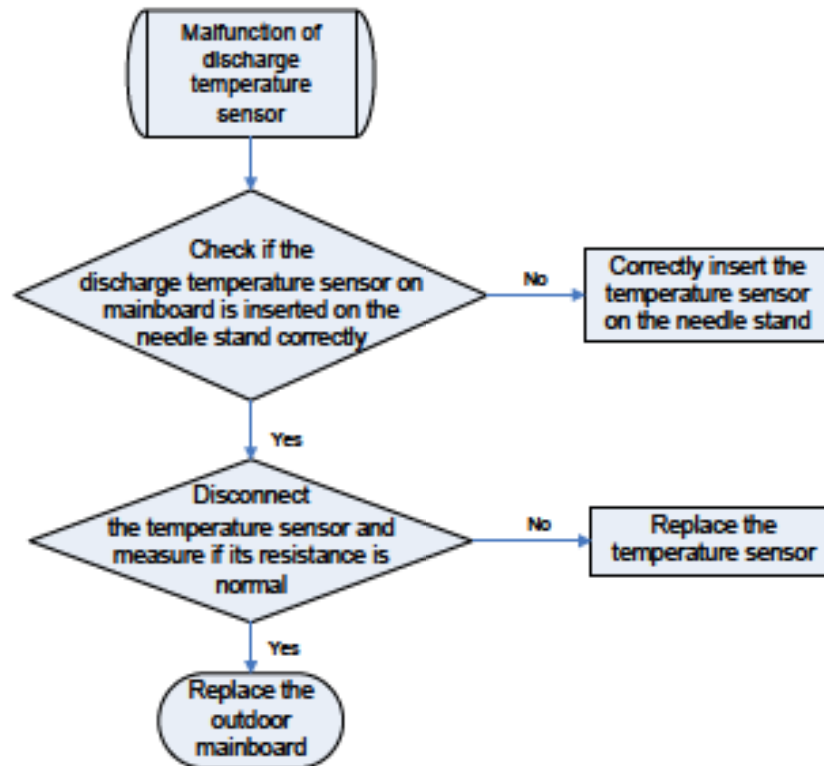 Malfunction of
discharge
temperature
sensor
Check if the
discharge temperature sensor on
mainboard is inserted on the
needle stand correctly
No
Correctly insert the
temperature sensor
on the needle stand
Yes
Disconnect
the temperature sensor and
measure if its resistance is
normal
No
Replace the
temperature sensor
Yes
Replace the
outdoor
mainboard